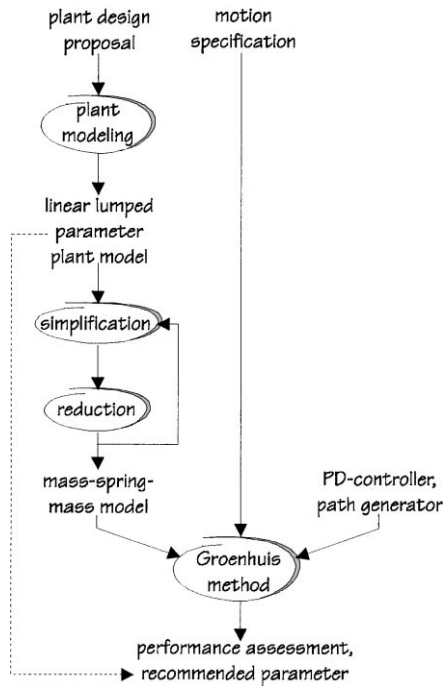 plant design
proposal
motion
specification
plant
modeling
linear lumped
parameter
plant model
simplification
reduction
mass-spring-
mass model
PD-controller,
path generator
Groenhuis
method
performance assessment,
recommended parameter